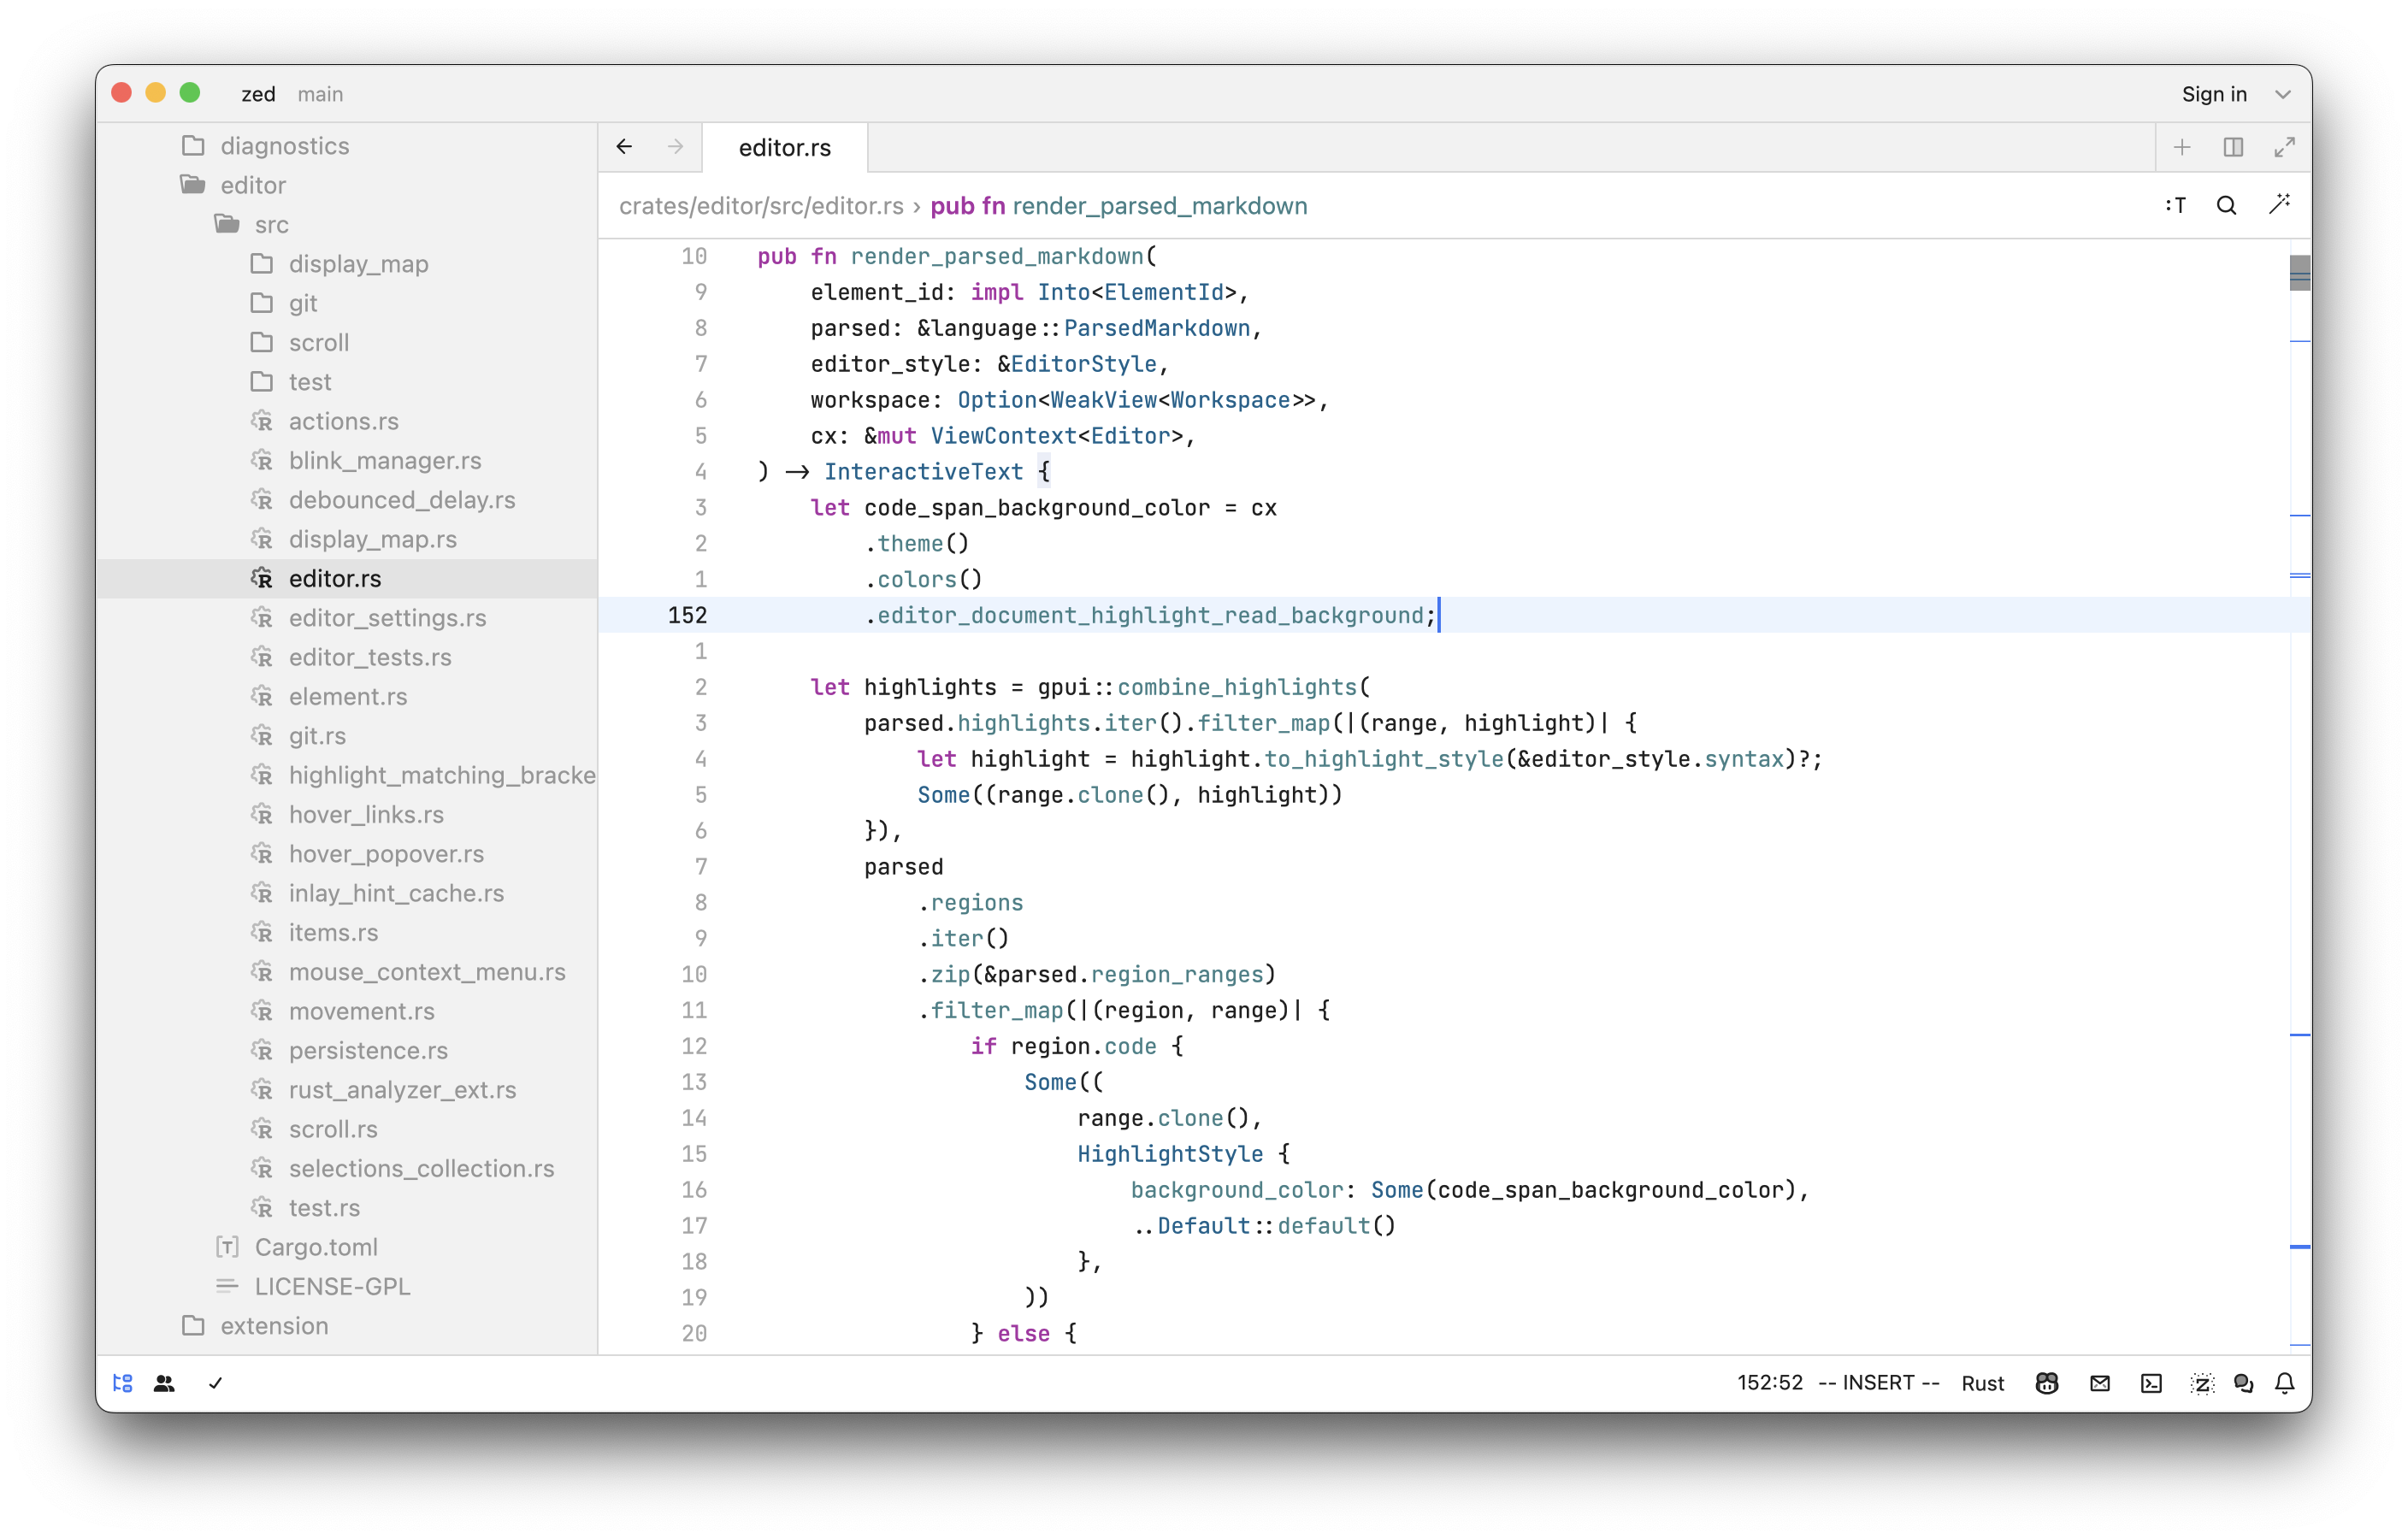 zed main
Sign in
diagnostics
editor
src
display_map
git
scroll
test
actions.rs
blink_manager.rs
debounced_delay.rs
display_map.rs
editor.rs
editor_settings.rs
editor_tests.rs
element.rs
git.rs
highlight_matching_bracke
hover_links.rs
hover_popover.rs
inlay_hint_cache.rs
items.rs
mouse_context_menu.rs
movement.rs
persistence.rs
rust_analyzer_ext.rs
scroll.rs
selections_collection.rs
test.rs
Cargo.toml
LICENSE-GPL
extension
editor.rs
crates/editor/src/editor.rs › pub fn render_parsed_markdown
:T
10 pub fn render_parsed_markdown(
9 element_id: impl Into<ElementId>,
8 parsed: &language::ParsedMarkdown,
7 editor_style: &EditorStyle,
6 workspace: Option<WeakView<Workspace>>,
5 cx: &mut ViewContext<Editor>,
4 ) -> InteractiveText {
3 let code_span_background_color = cx
2 .theme()
1 .colors()
152 .editor_document_highlight_read_background;
1
2 let highlights = gpui::combine_highlights(
3 parsed.highlights.iter().filter_map(|(range, highlight)| {
4 let highlight = highlight.to_highlight_style(&editor_style.syntax)?;
5 Some((range.clone(), highlight))
6 }),
7 parsed
8 .regions
9 .iter()
10 .zip(&parsed.region_ranges)
11 .filter_map(|(region, range)| {
12 if region.code {
13 Some((
14 range.clone(),
15 HighlightStyle {
16 background_color: Some(code_span_background_color),
17 ..Default::default()
18 },
19 ))
20 } else {
152:52 -- INSERT -- Rust